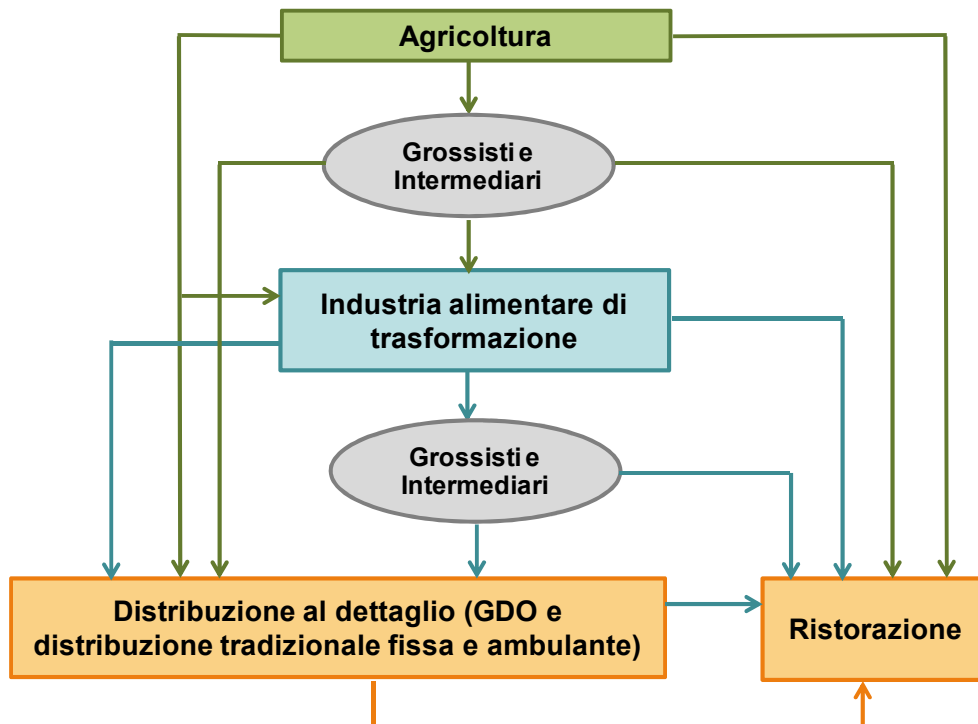 Agricoltura
Grossisti e
Intermediari
Industria alimentare di
trasformazione
Grossisti e
Intermediari
Distribuzione al dettaglio (GDO e
distribuzione tradizionale fissa e ambulante)
Ristorazione